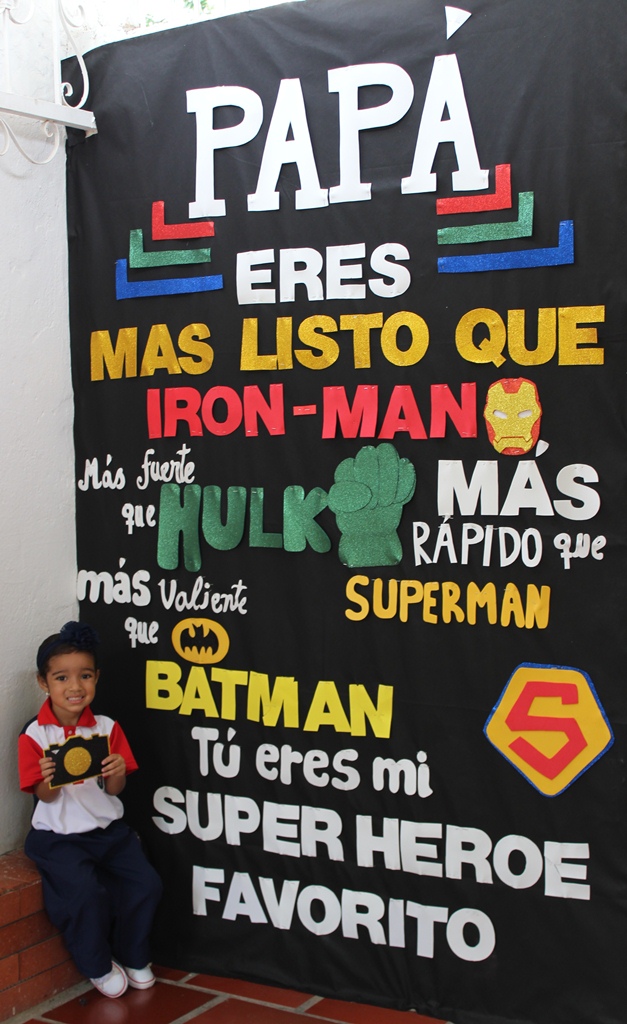 PAPÁ
ERES
MAS LISTO QUE
IRON-MAN
Más fuerte
que
HULK
MÁS
RÁPIDO que
SUPERMAN
más Valiente
que
BATMAN
S
Tú eres mi
SUPER HEROE
FAVORITO